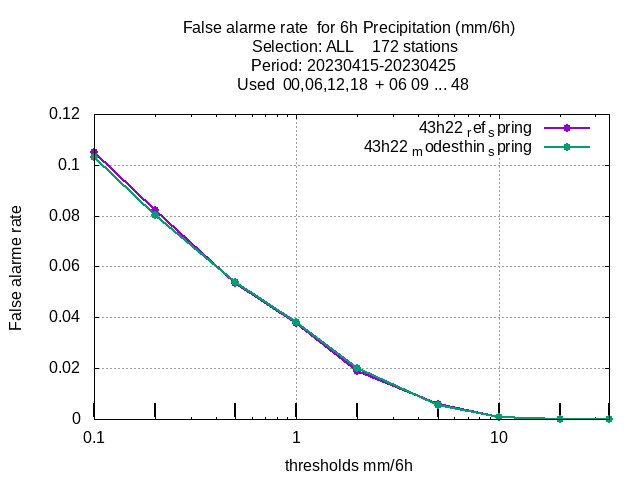 False alarme rate  for 6h Precipitation (mm/6h)
Selection: ALL    172 stations
Period: 20230415-20230425
Used  00,06,12,18  + 06 09 ... 48
43h22 ref spring
43h22 modesthin spring
0.12
0.1
0.08
0.06
0.04
0.02
0
False alarme rate
0.1 1 10
thresholds mm/6h